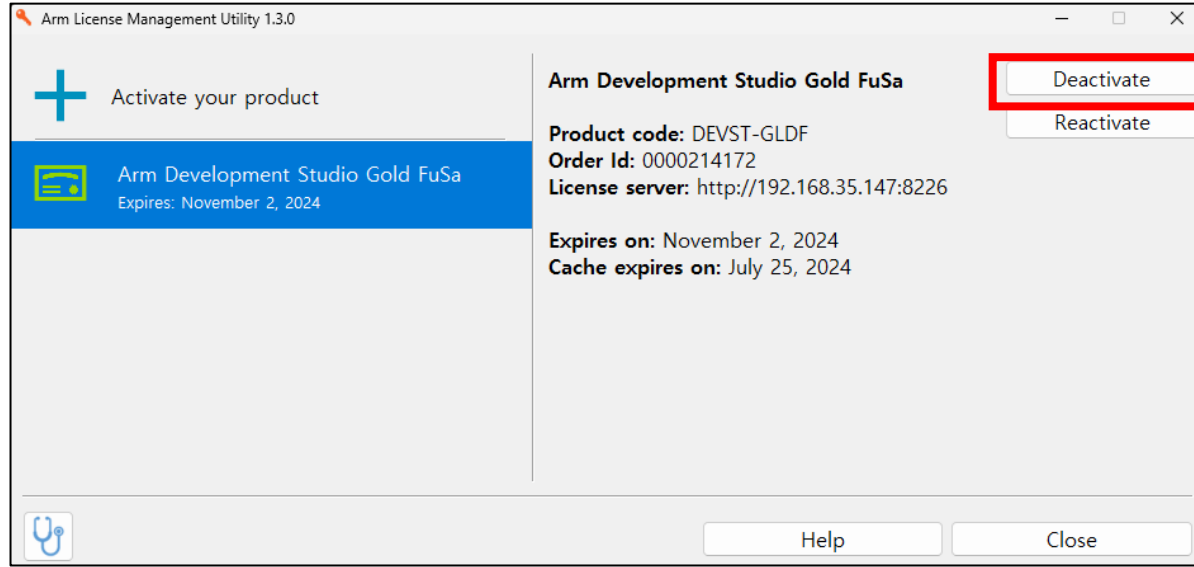 Arm License Management Utility 1.3.0
Activate your product
Arm Development Studio Gold FuSa
Expires: November 2, 2024
Arm Development Studio Gold FuSa
Product code: DEVST-GLDF
Order Id: 0000214172
License server: http://192.168.35.147:8226
Expires on: November 2, 2024
Cache expires on: July 25, 2024
Deactivate
Reactivate
Help
Close